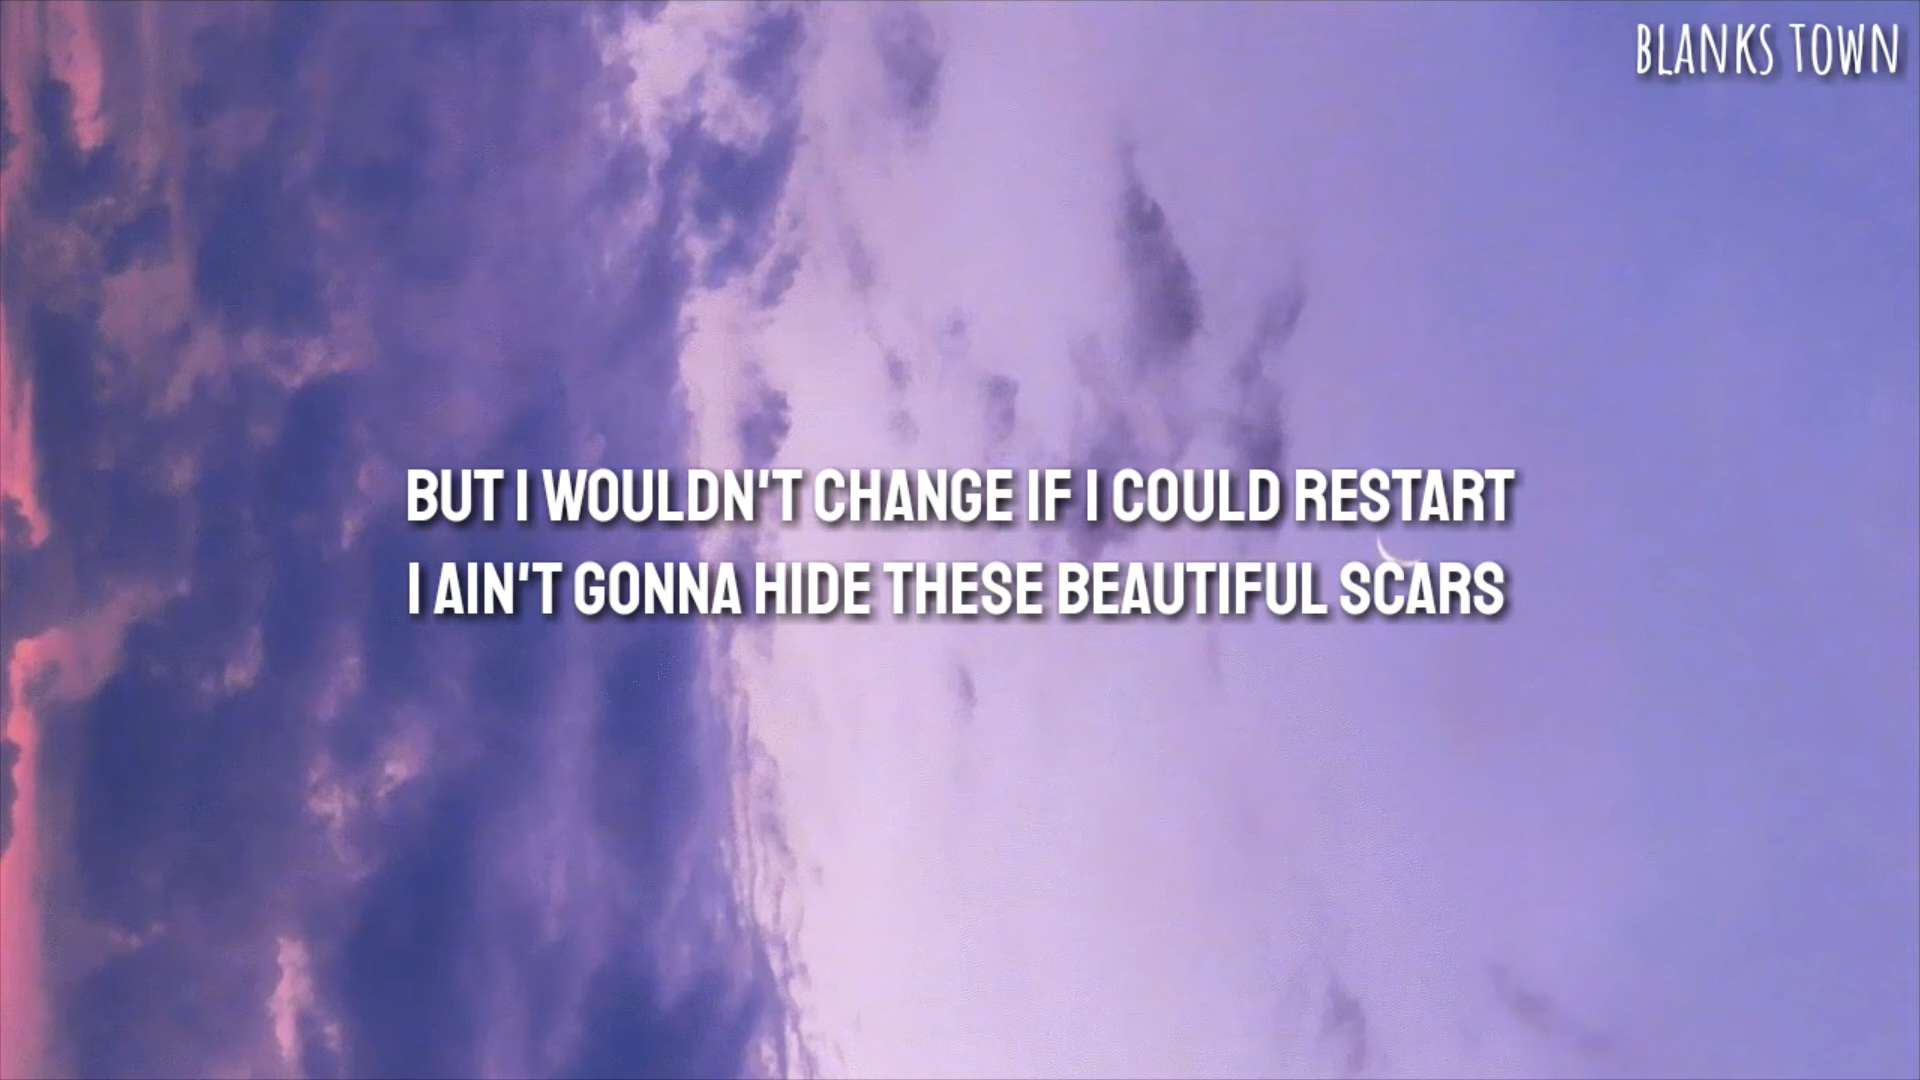 BLANKS TOWN
BUT I WOULDN'T CHANGE IF I COULD RESTART
I AIN'T GONNA HIDE THESE BEAUTIFUL SCARS